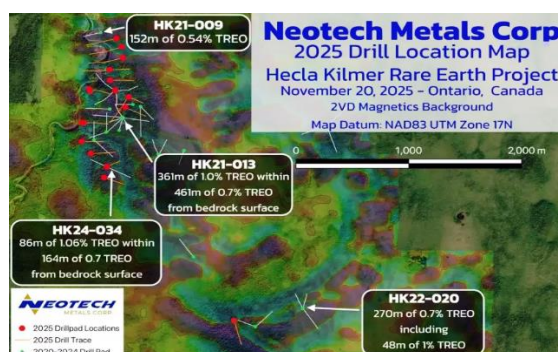 HK21-009
152m of 0.54% TREO
Neotech Metals Corp
2025 Drill Location Map
Hecla Kilmer Rare Earth Project
November 20, 2025 - Ontario, Canada
2VD Magnetics Background
Map Datum: NAD83 UTM Zone 17N
0
1,000
2,000 m
HK21-013
361m of 1.0% TREO within
461m of 0.7% TREO
from bedrock surface
HK24-034
86m of 1.06% TREO within
164m of 0.7 TREO
from bedrock surface
HK22-020
270m of 0.7% TREO
including
48m of 1% TREO
NEOTECH
METALS CORP
2025 Drillpad Locations
2025 Drill Trace
2020-2024 Drill Pad